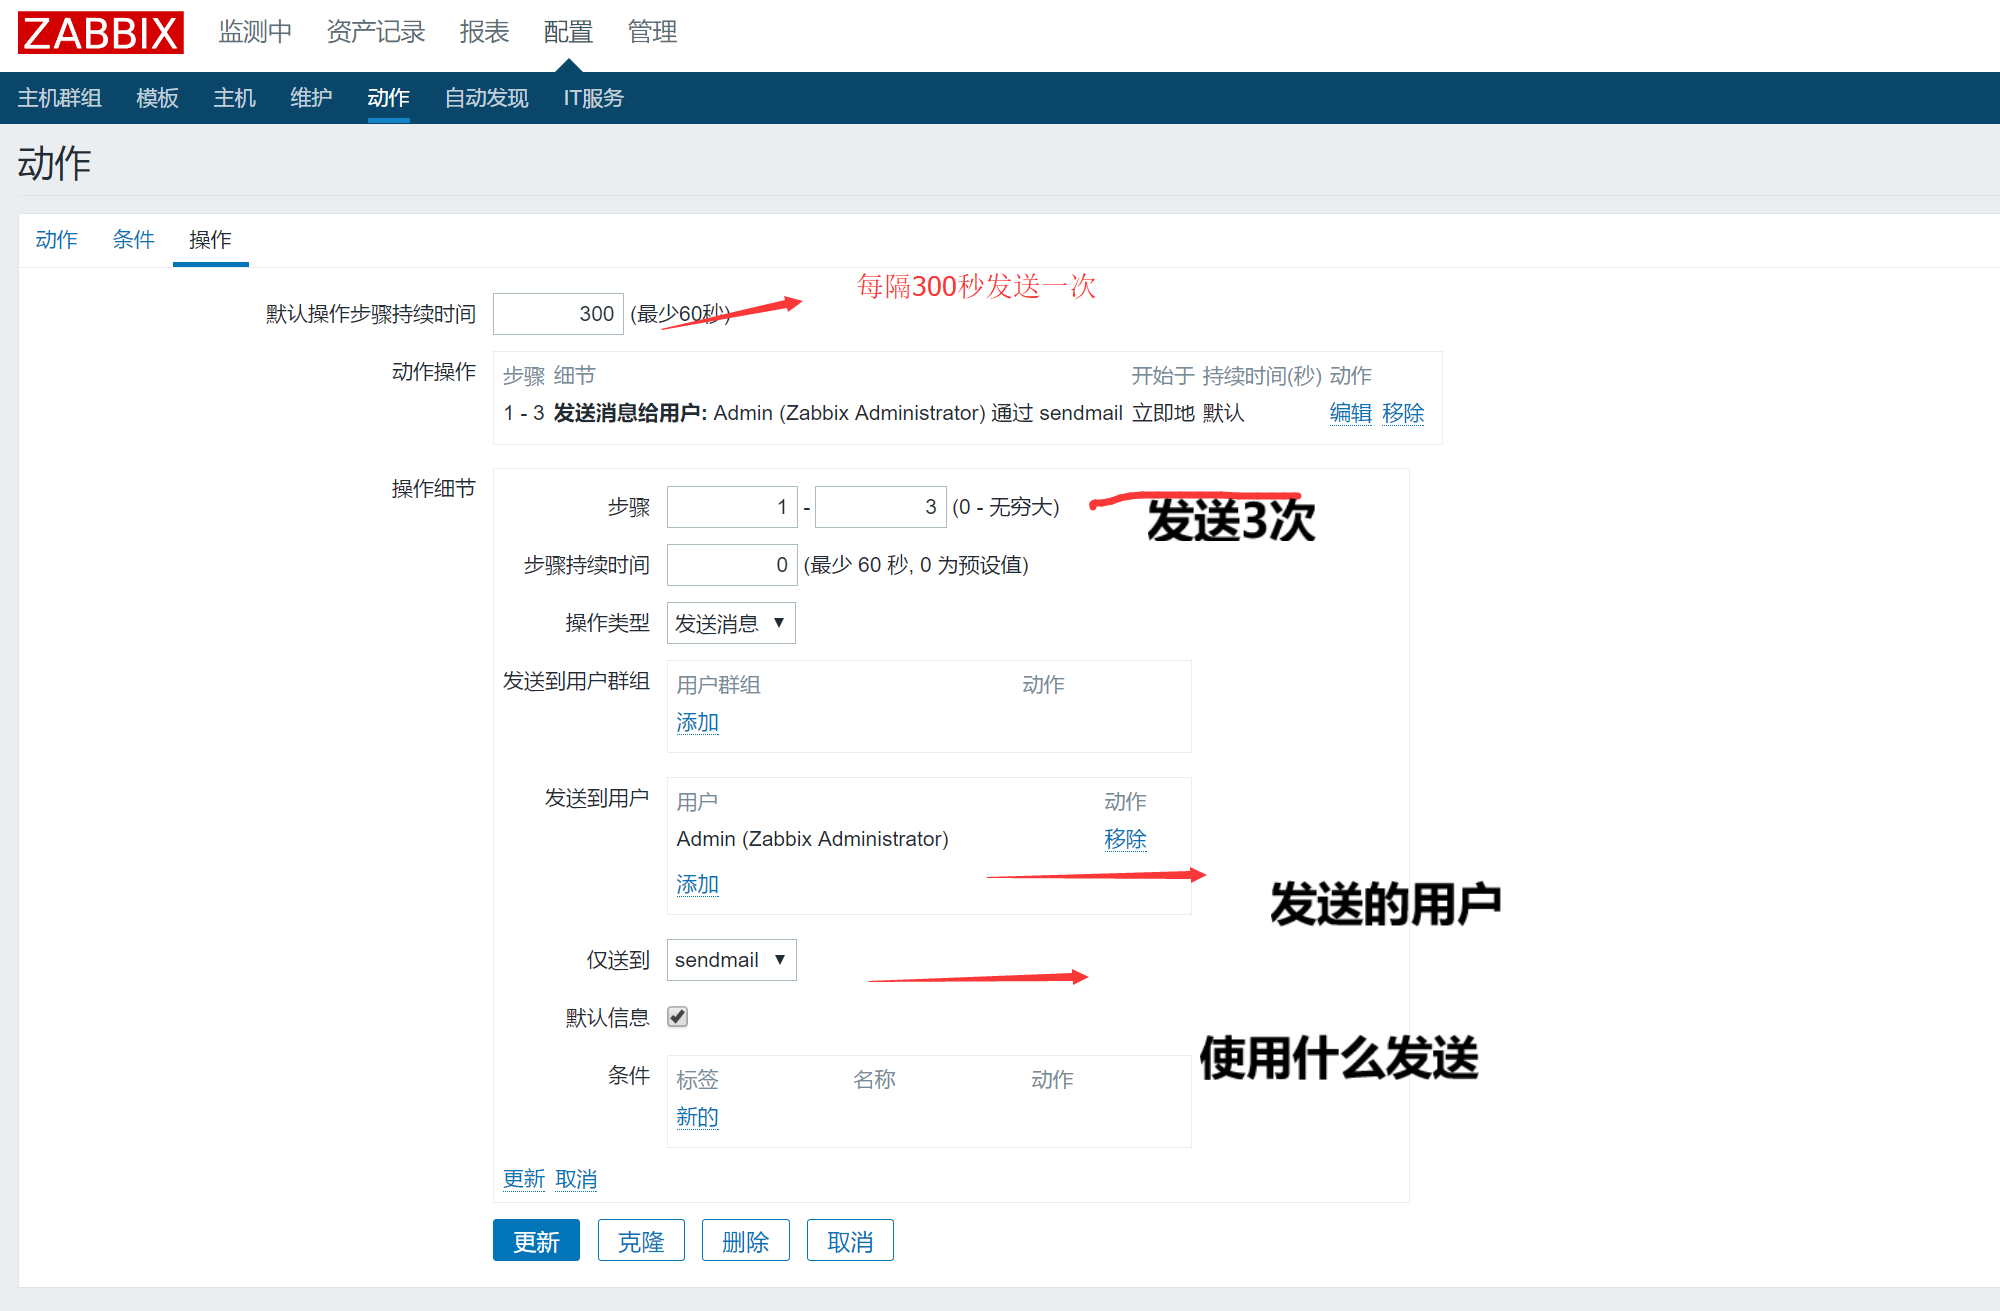 ZABBIX 监测中 资产记录 报表 配置 管理
主机群组 模板 主机 维护 动作 自动发现 IT服务
动作
动作 条件 操作
每隔300秒发送一次
默认操作步骤持续时间 300 (最少60秒)
动作操作 步骤 细节 开始于 持续时间(秒) 动作
1 - 3 发送消息给用户: Admin (Zabbix Administrator) 通过 sendmail 立即地 默认 编辑 移除
操作细节
步骤 1 - 3 (0 - 无穷大) 发送3次
步骤持续时间 0 (最少 60 秒, 0 为预设值)
操作类型 发送消息 ▼
发送到用户群组 用户群组 动作
添加
发送到用户 用户 动作
Admin (Zabbix Administrator) 移除
添加
发送的用户
仅送到 sendmail ▼
默认信息
使用什么发送
条件 标签 名称 动作
新的
更新 取消
更新 克隆 删除 取消